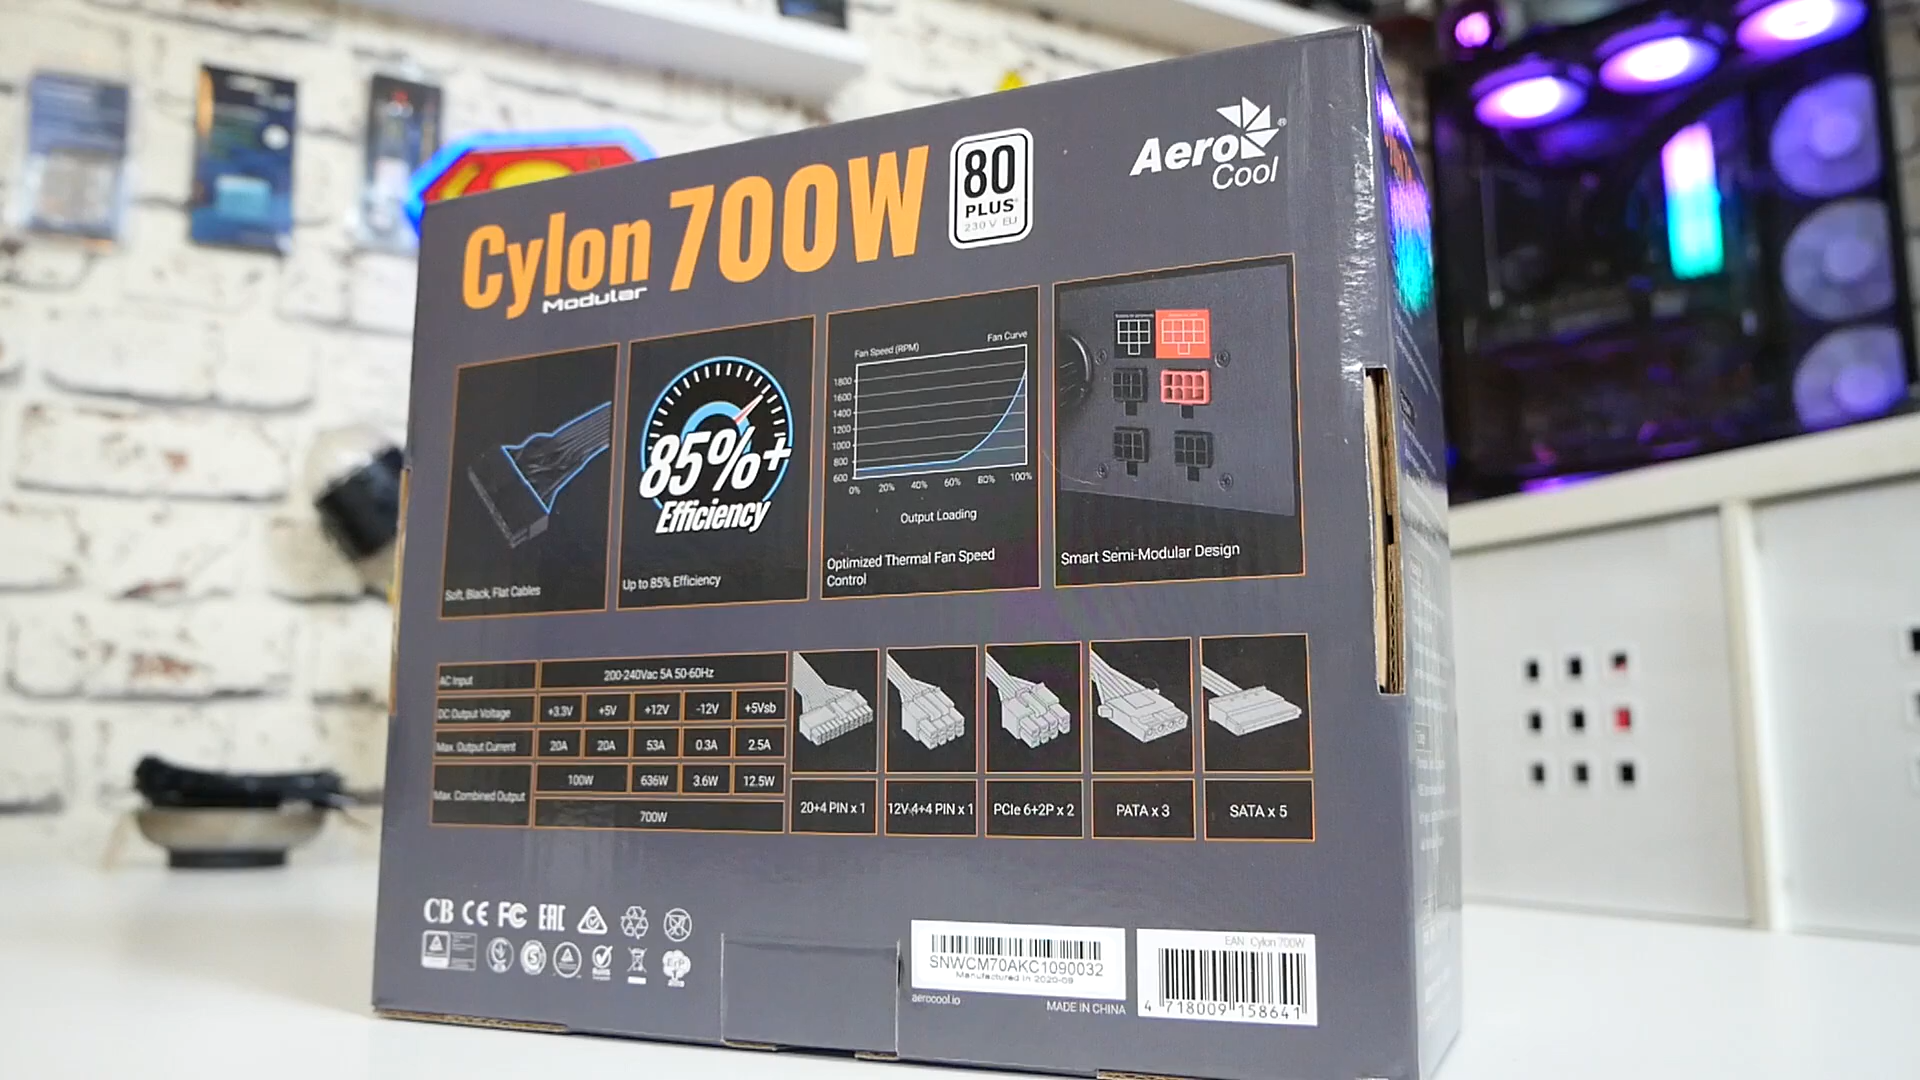 Cylon 700W
Modular
80
PLUS
230 V EU
Aero
Cool
®
85%+
Efficiency
Fan Speed (RPM)
Fan Curve
1800
1600
1400
1200
1000
800
600
0% 20% 40% 60% 80% 100%
Output Loading
Soft, Black, Flat Cables
Up to 85% Efficiency
Optimized Thermal Fan Speed
Control
Smart Semi-Modular Design
AC Input 200-240Vac 5A 50-60Hz
DC Output Voltage +3.3V +5V +12V -12V +5Vsb
Max. Output Current 20A 20A 53A 0.3A 2.5A
Max. Combined Output 100W 636W 3.6W 12.5W
700W
20+4 PIN x 1
12V 4+4 PIN x 1
PCIe 6+2P x 2
PATA x 3
SATA x 5
CB CE FC EAC
5
RoHS
ErP
SNWCM70AKC1090032
Manufactured in 2020-09
aerocool.io
MADE IN CHINA
EAN Cylon 700W
4 718009 158641